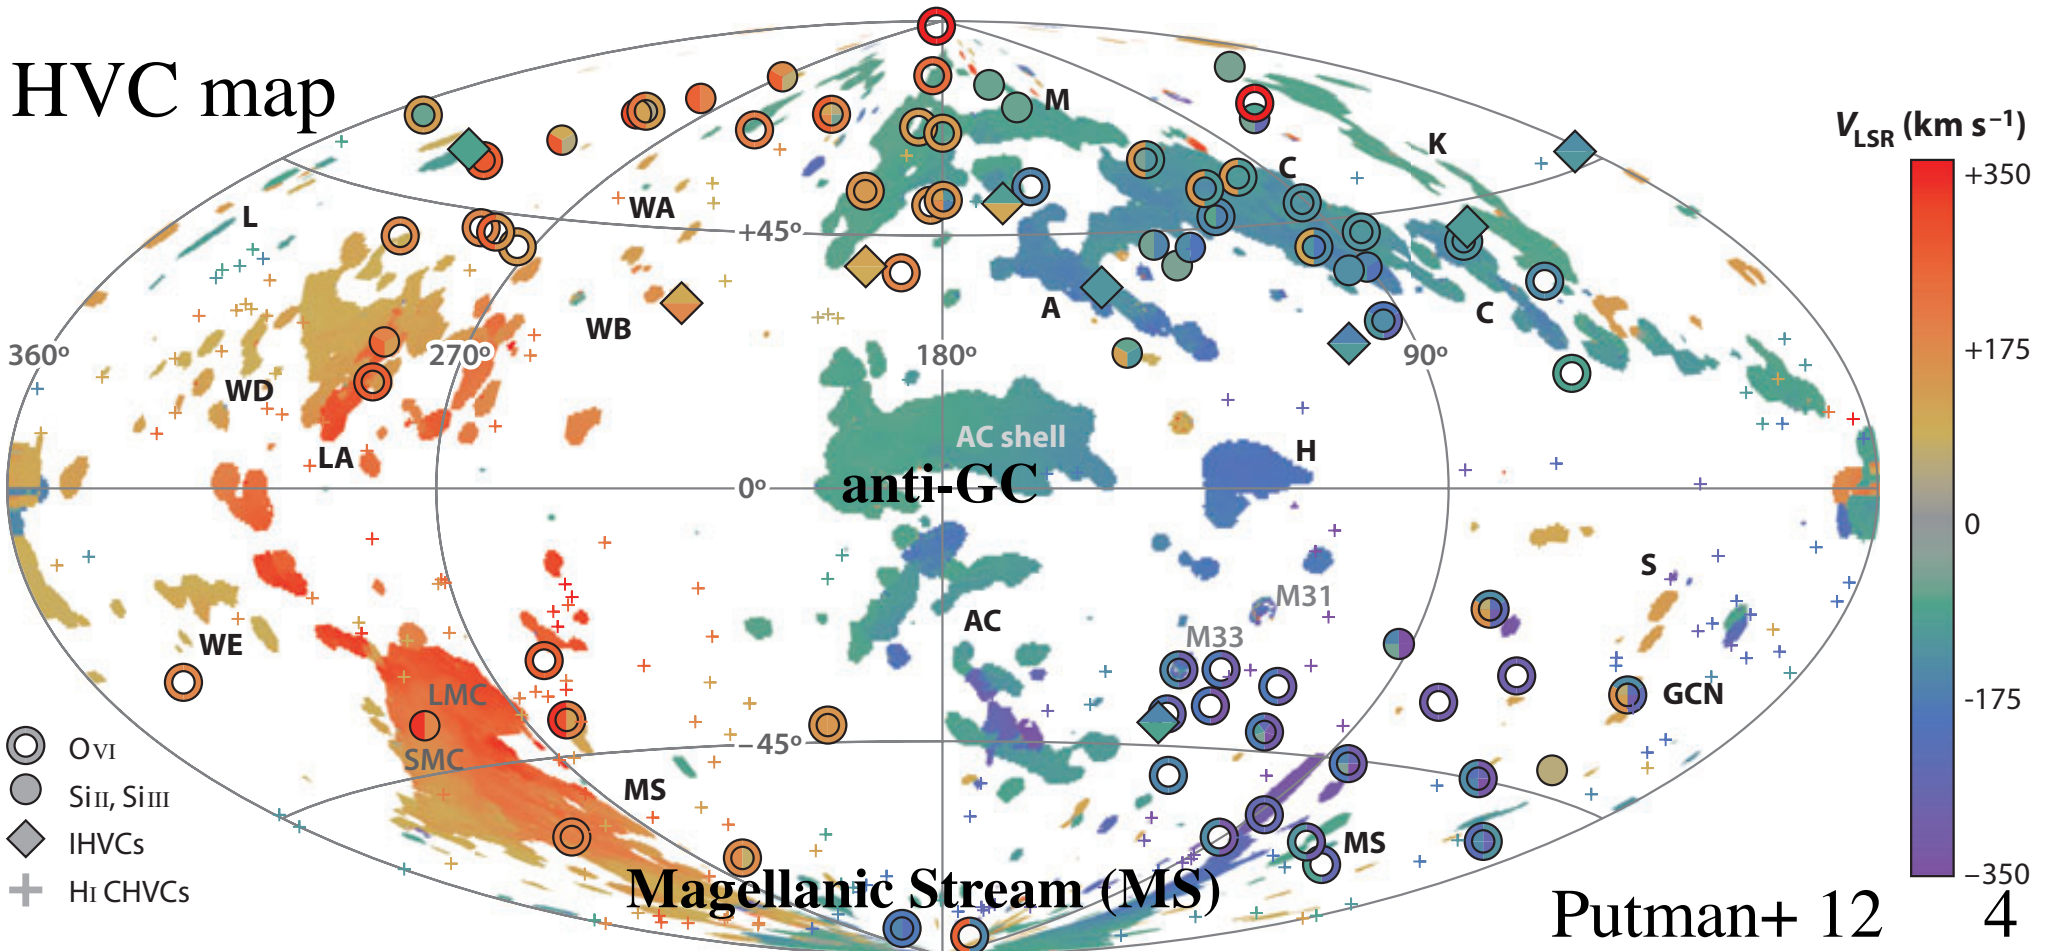 HVC map
M
K
V_LSR (km s⁻¹)
C
+350
L
WA
+45º
A
C
WB
360º
270º
180º
90º
+175
WD
AC shell
H
LA
0º
anti-GC
0
S
M31
AC
M33
WE
LMC
GCN
-175
O VI
SMC
−45º
Si II, Si III
MS
MS
IHVCs
−350
H I CHVCs
Magellanic Stream (MS)
Putman+ 12
4